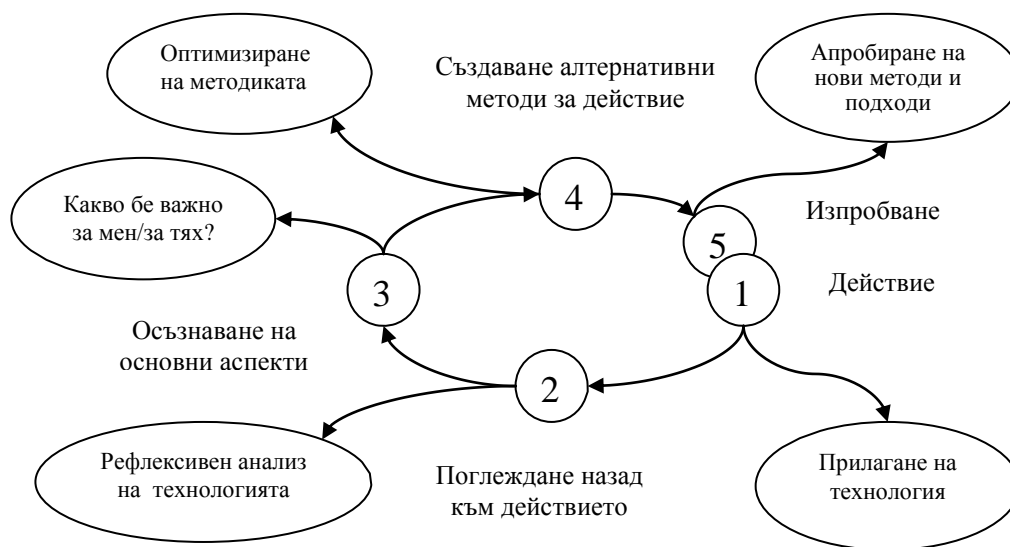 Оптимизиране
на методиката
Създаване алтернативни
методи за действие
Апробиране на
нови методи и
подходи
Какво бе важно
за мен/за тях?
4
5
Изпробване
3
1
Действие
Осъзнаване на
основни аспекти
2
Рефлексивен анализ
на технологията
Поглеждане назад
към действието
Прилагане на
технология